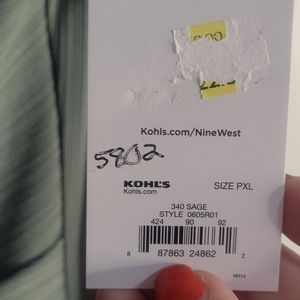 Kohls.com/NineWest
5802
KOHL'S
Kohls.com
SIZE PXL
340 SAGE
STYLE 0605R01
424 90 92
8 87863 24862 2